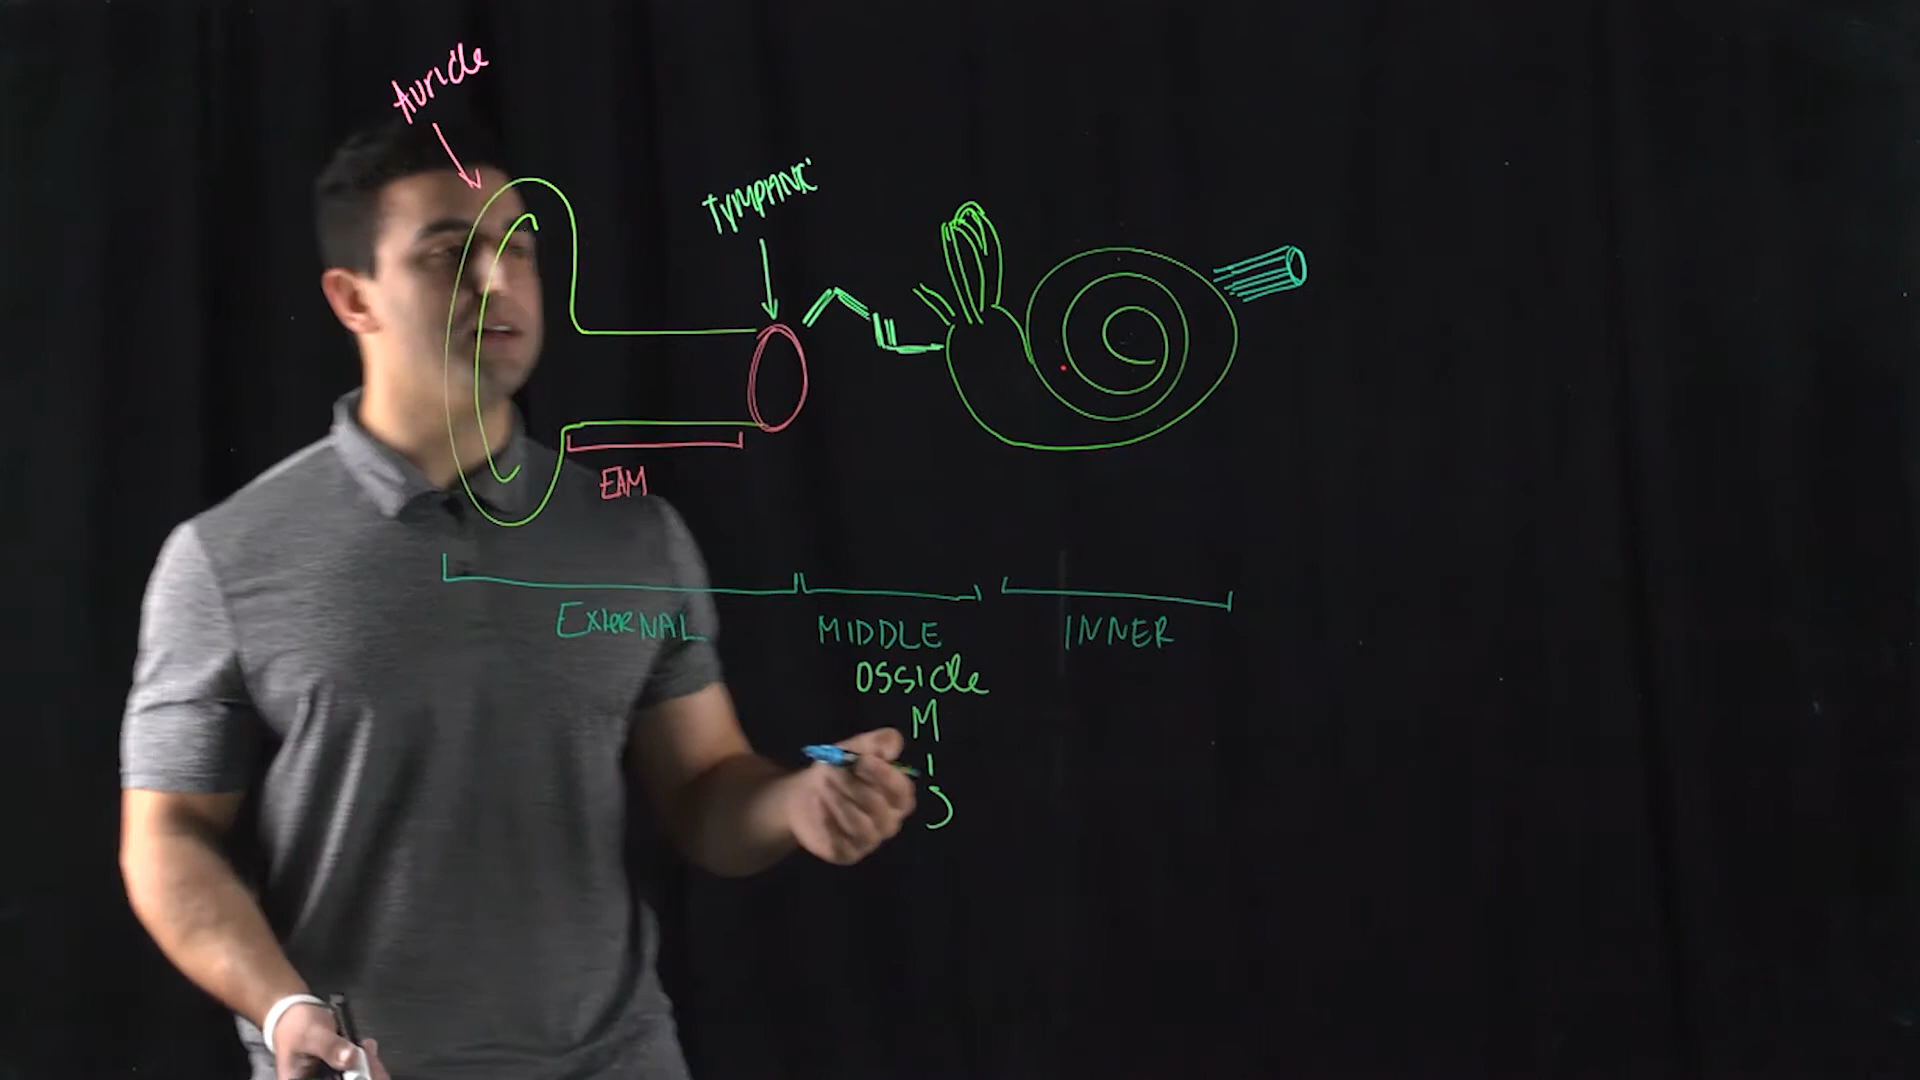 Auricle
TYMPANIC
EAM
External
MIDDLE
INNER
OSSICle
M
I
S